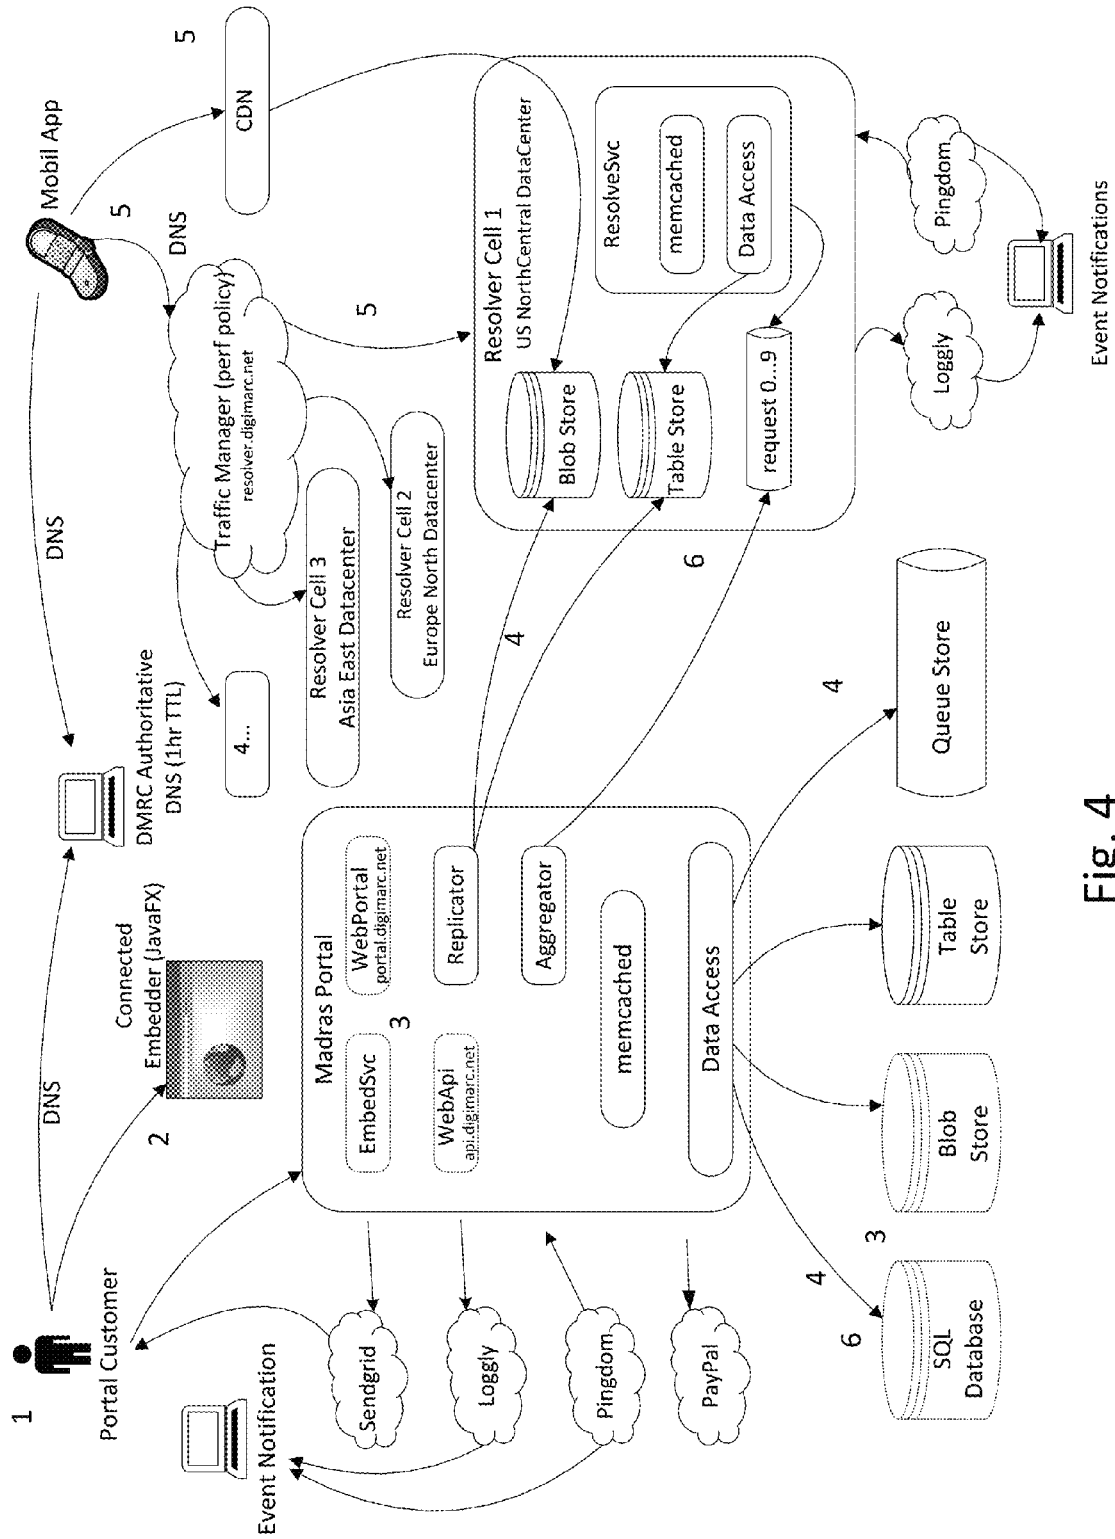 1
Portal Customer
DNS
2
Connected
Embedder (JavaFX)
DMRC Authoritative
DNS (1hr TTL)
DNS
Mobil App
5
DNS
5
CDN
Traffic Manager (perf policy)
resolver.digimarc.net
5
4...
Resolver Cell 3
Asia East Datacenter
Resolver Cell 2
Europe North Datacenter
Event Notification
Sendgrid
Loggly
Pingdom
PayPal
Madras Portal
EmbedSvc
WebPortal
portal.digimarc.net
3
WebApi
api.digimarc.net
Replicator
Aggregator
memcached
Data Access
4
6
Resolver Cell 1
US NorthCentral DataCenter
Blob Store
Table Store
request 0...9
ResolveSvc
memcached
Data Access
Loggly
Pingdom
Event Notifications
6
4
3
4
SQL
Database
Blob
Store
Table
Store
Queue Store
Fig. 4